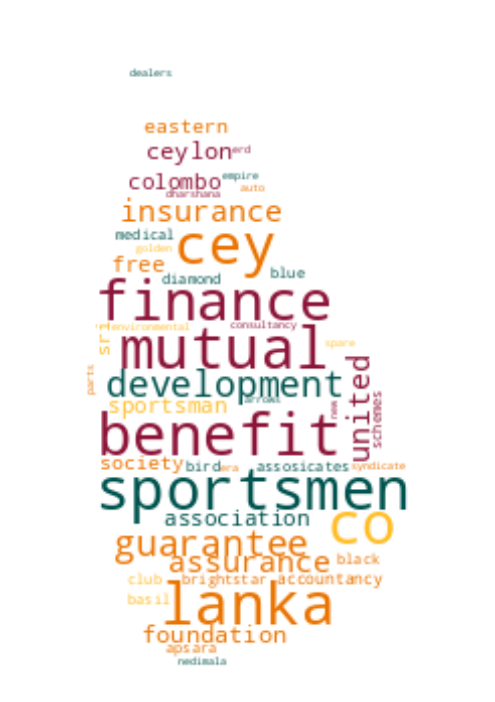 dealers
eastern
ceylon erd
colombo empire
dharshana auto
insurance
medical cey
golden
free blue
diamond
finance
sri environmental consultancy
mutual spare
parts development united
sportsman arrows new schemes
benefit
society bird era assosicates syndicate
sportsmen
association co
guarantee
assurance black
club brightstar accountancy
basil lanka
foundation
apsara
nedimala